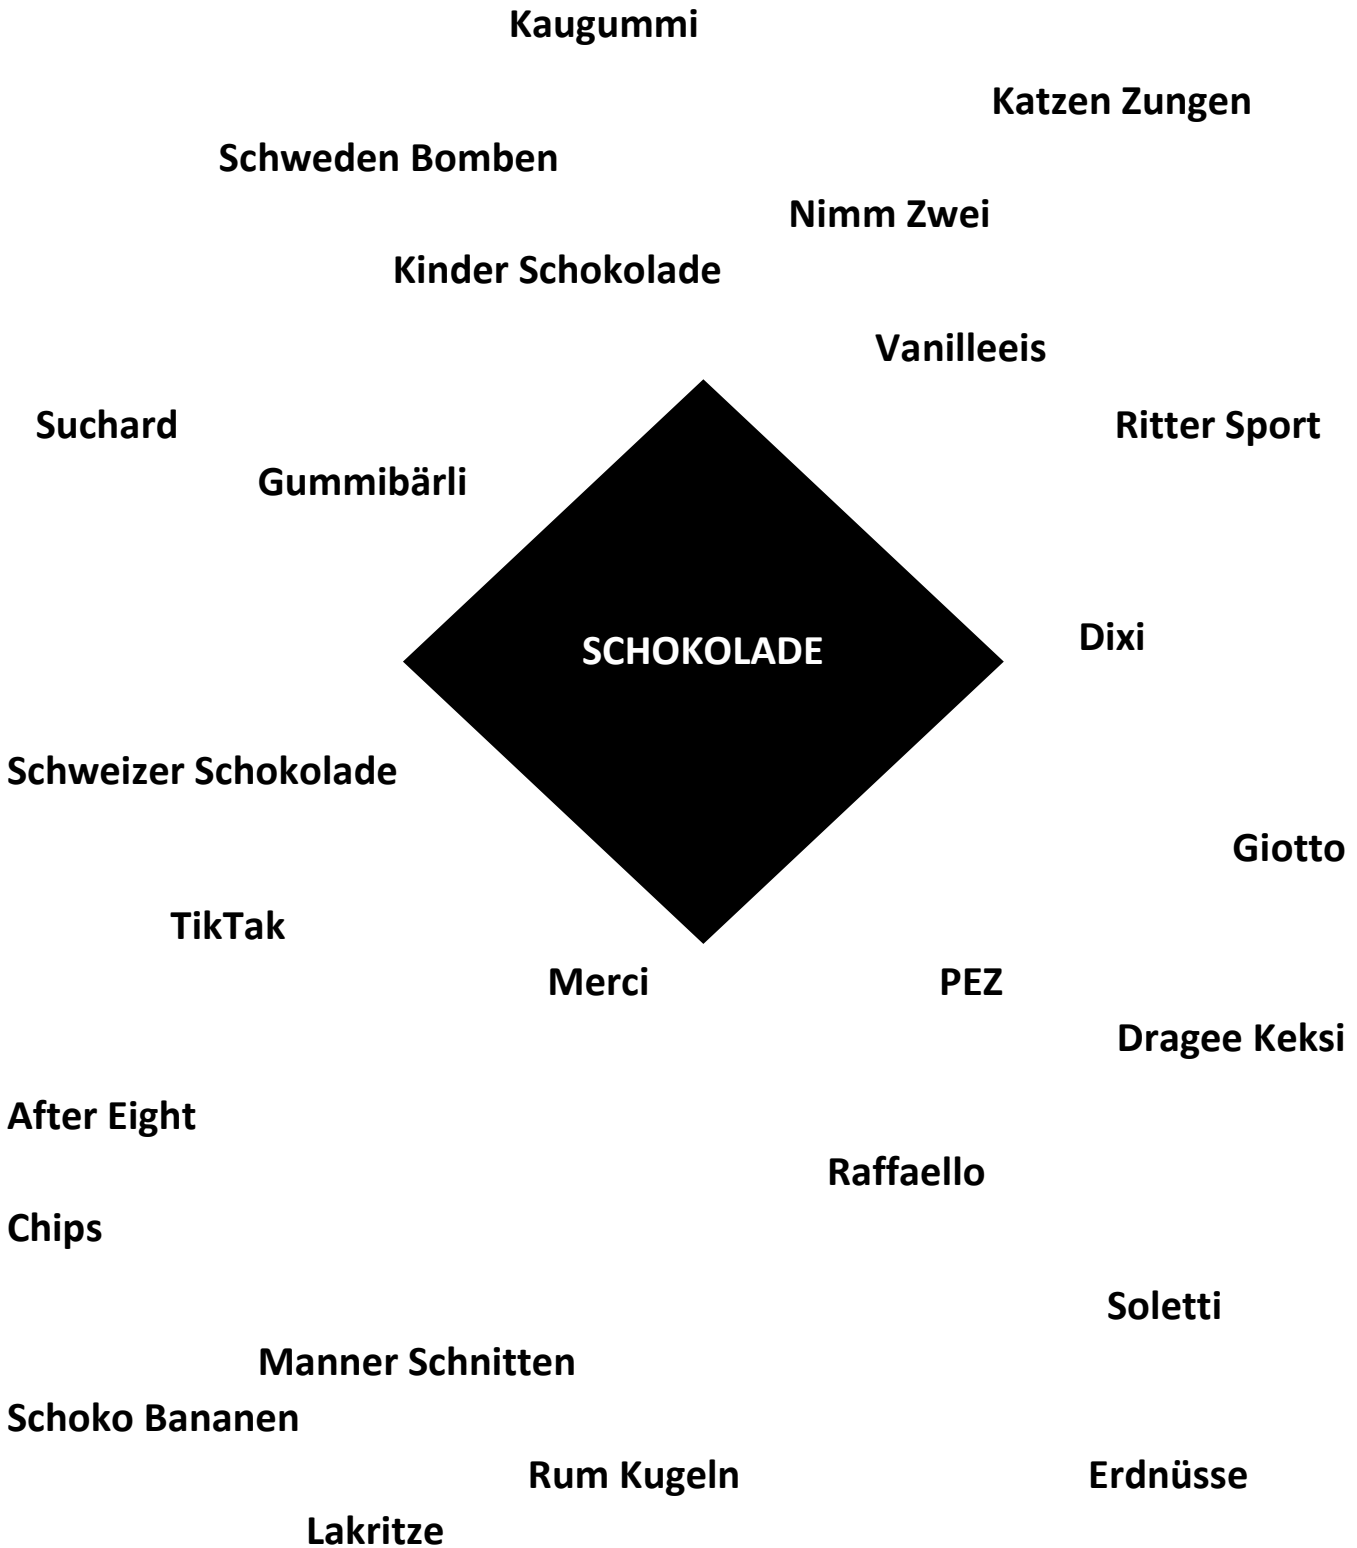 Kaugummi
Katzen Zungen
Schweden Bomben
Nimm Zwei
Kinder Schokolade
Vanilleeis
Suchard
Ritter Sport
Gummibärli
Dixi
SCHOKOLADE
Schweizer Schokolade
Giotto
TikTak
Merci
PEZ
Dragee Keksi
After Eight
Raffaello
Chips
Soletti
Manner Schnitten
Schoko Bananen
Rum Kugeln
Erdnüsse
Lakritze